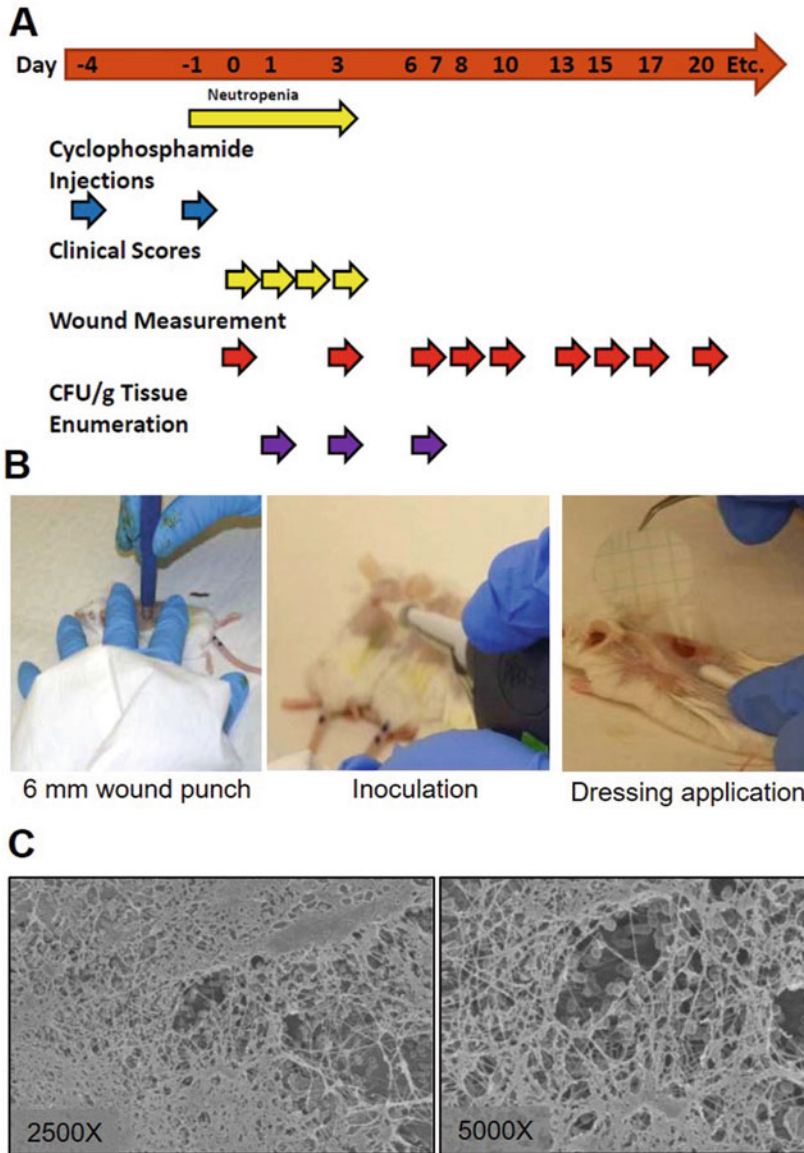 A
Day -4 -1 0 1 3 6 7 8 10 13 15 17 20 Etc.
Neutropenia
Cyclophosphamide
Injections
Clinical Scores
Wound Measurement
CFU/g Tissue
Enumeration
B
6 mm wound punch Inoculation Dressing application
C
2500X 5000X